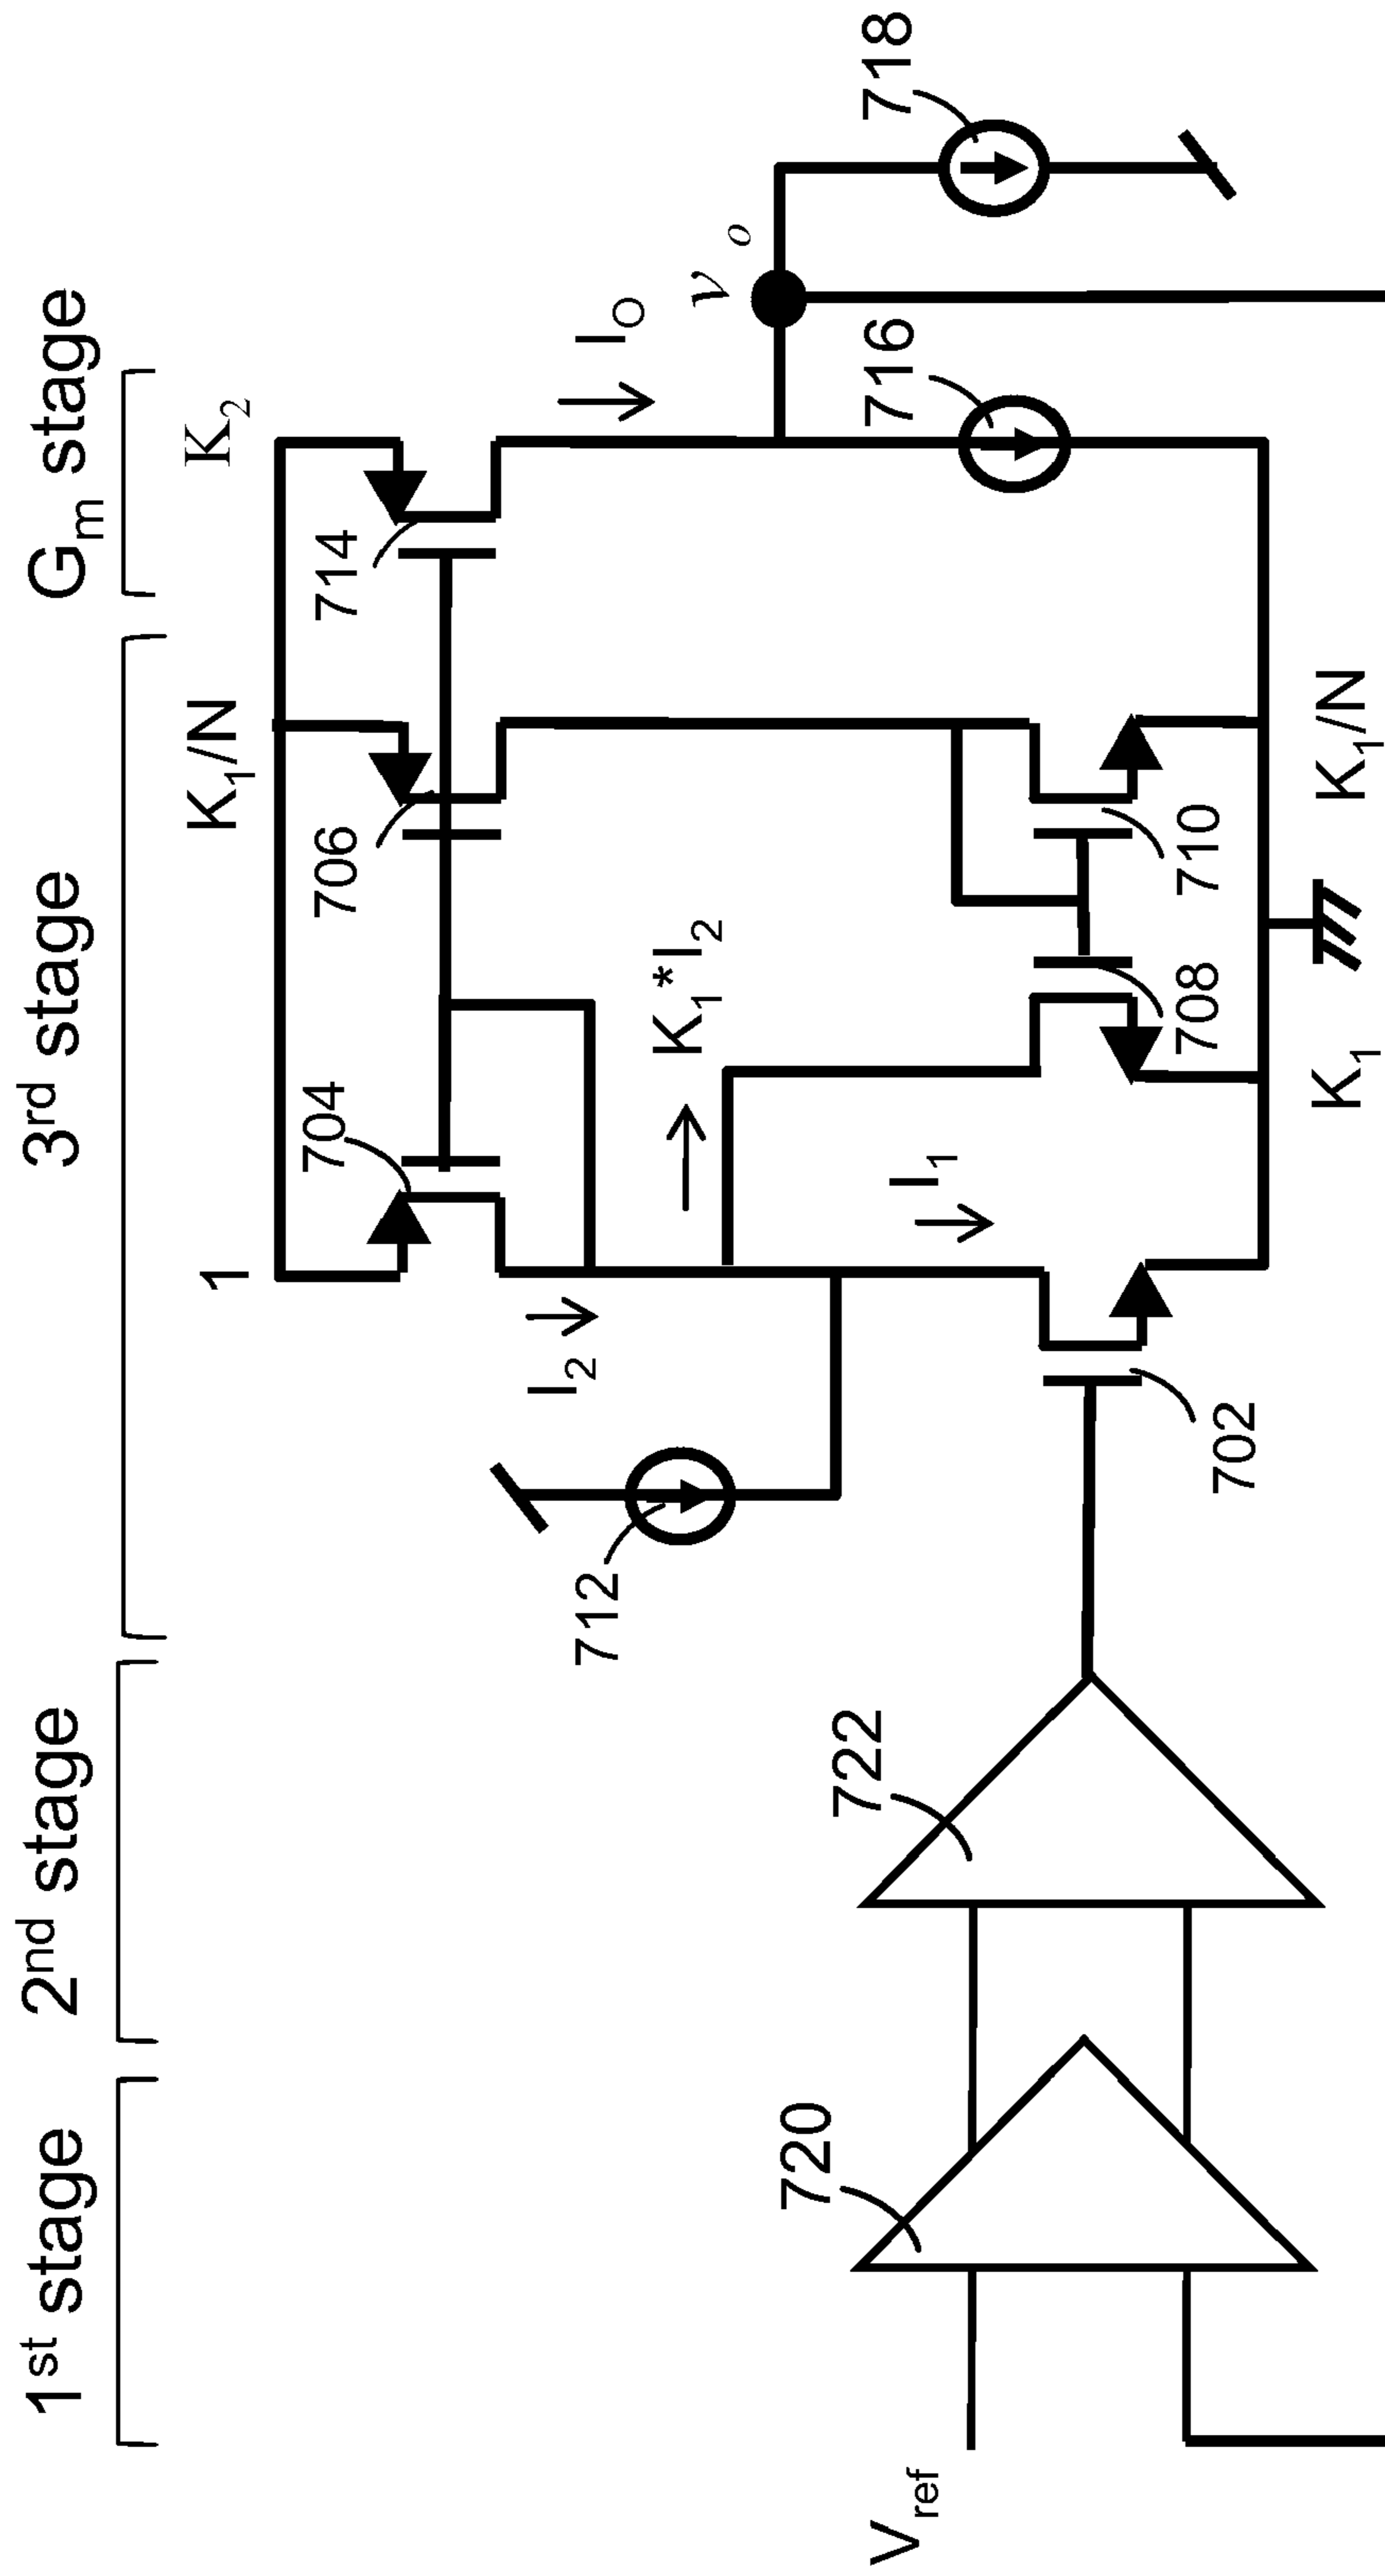 1st stage
2nd stage
3rd stage
Gm stage
1
K1/N
K2
704
706
714
I2
K1*I2
IO
vo
712
I1
716
718
722
720
702
708
710
K1
K1/N
Vref